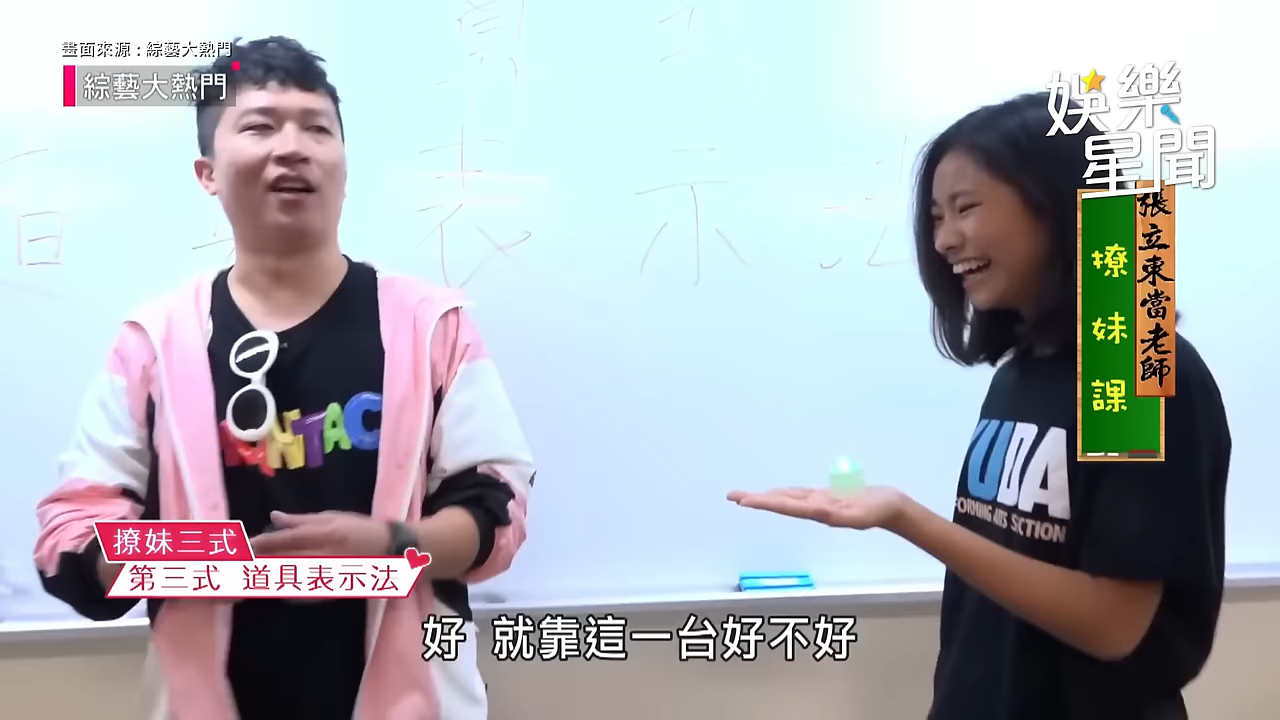 畫面來源：綜藝大熱門
綜藝大熱門
娛樂
星聞
張立東當老師
撩妹課
表示法
MANTAC
UDA
FORMING ARTS SECTION
撩妹三式
第三式 道具表示法
好 就靠這一台好不好